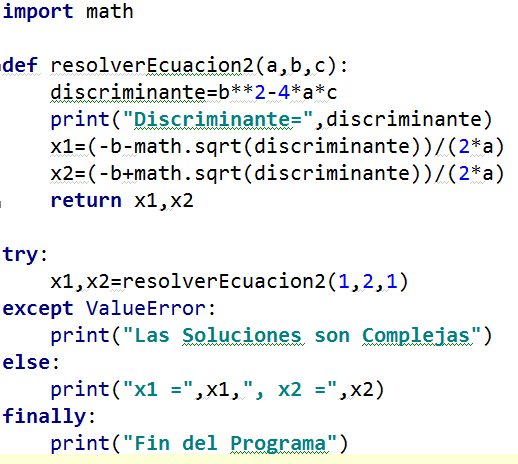 import math
def resolverEcuacion2(a,b,c):
discriminante=b**2-4*a*c
print("Discriminante=",discriminante)
x1=(-b-math.sqrt(discriminante))/(2*a)
x2=(-b+math.sqrt(discriminante))/(2*a)
return x1,x2
try:
x1,x2=resolverEcuacion2(1,2,1)
except ValueError:
print("Las Soluciones son Complejas")
else:
print("x1 =",x1,", x2 =",x2)
finally:
print("Fin del Programa")